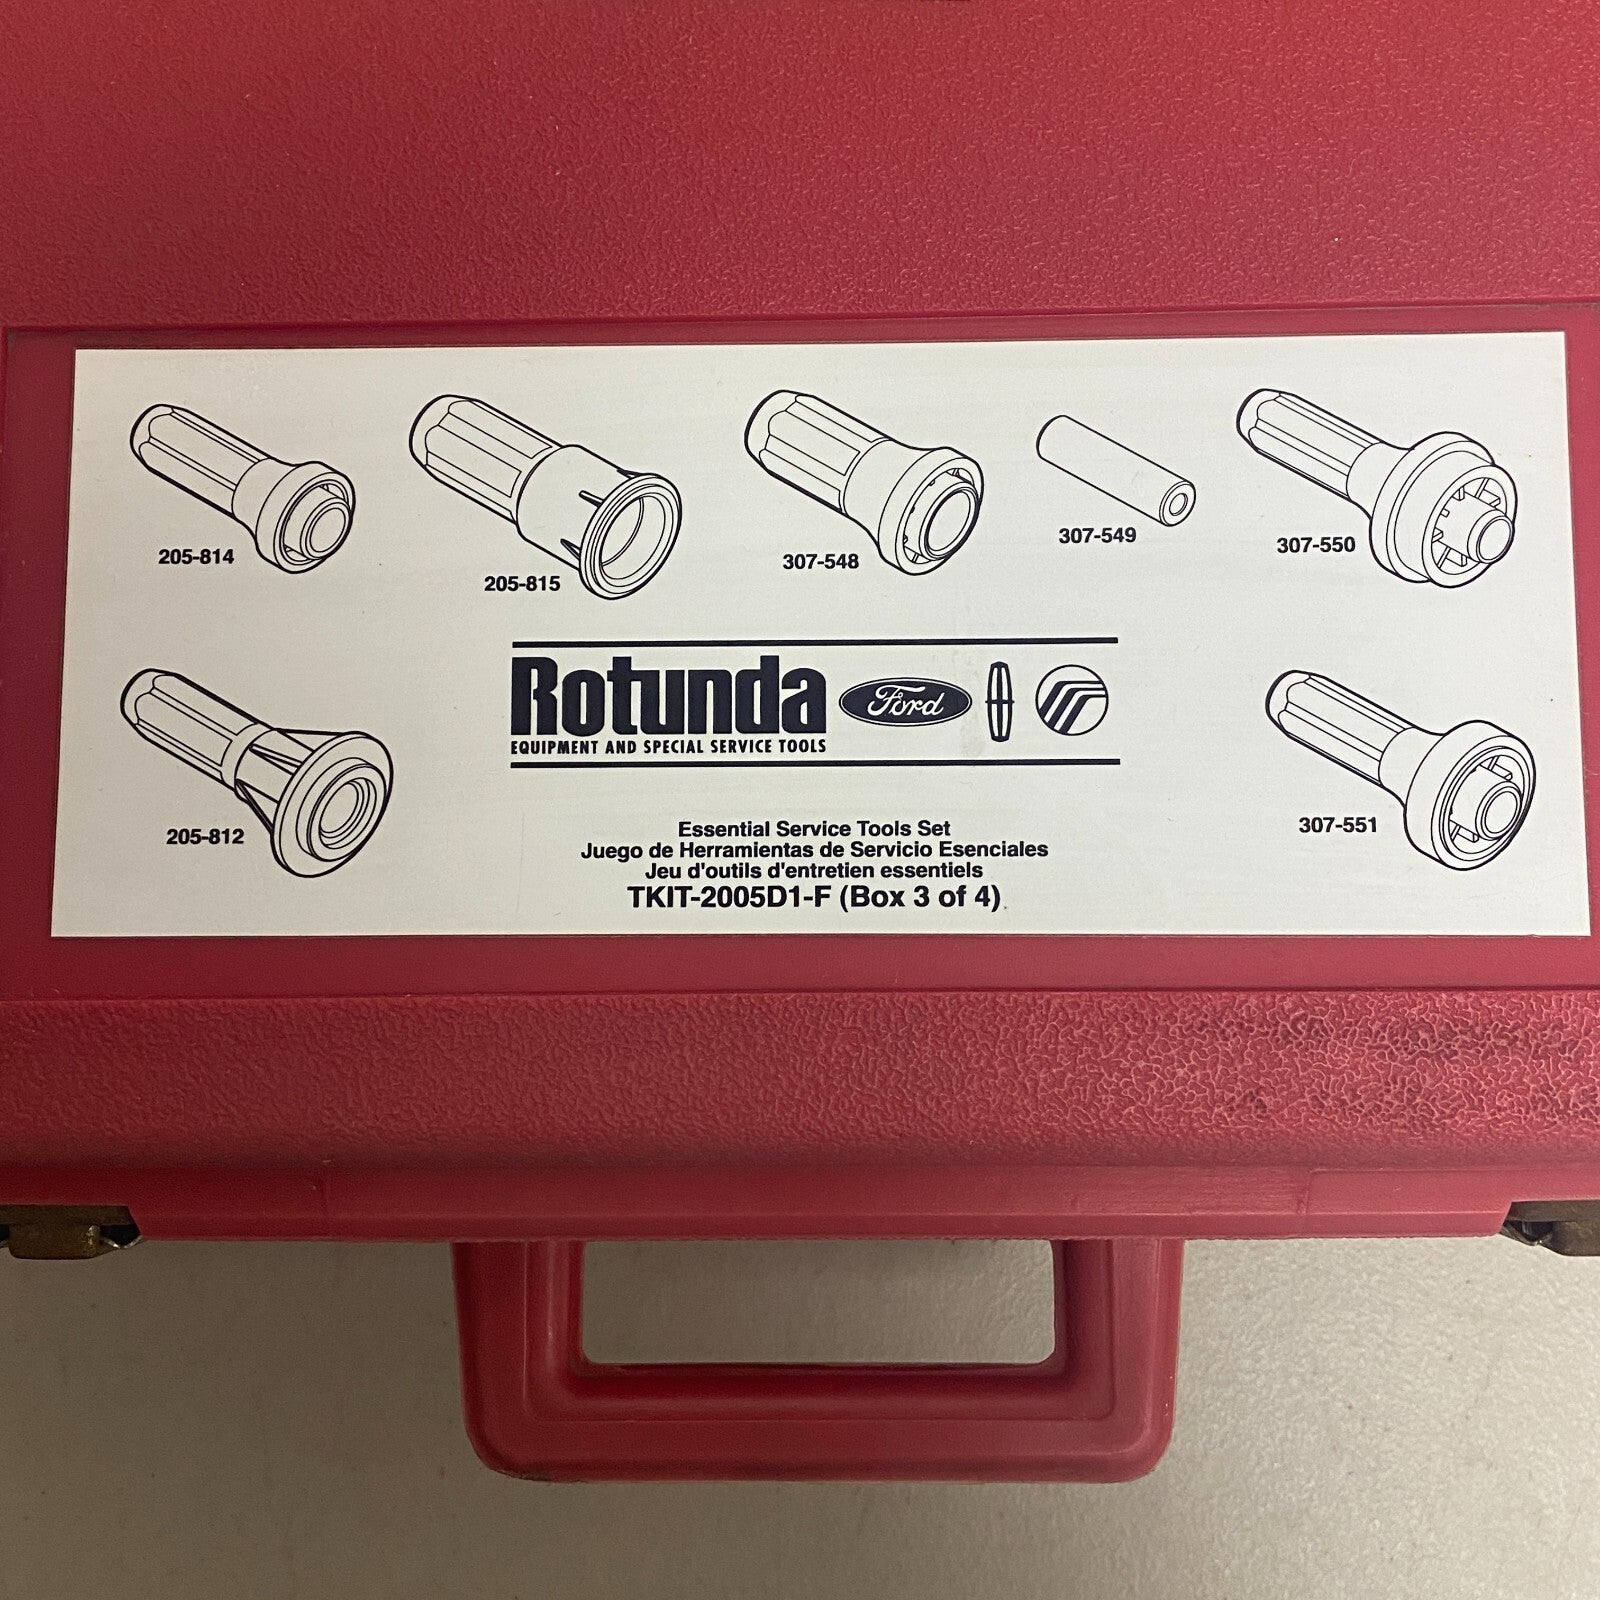 205-814
205-815
307-548
307-549
307-550
205-812
307-551
Rotunda
EQUIPMENT AND SPECIAL SERVICE TOOLS
Ford
Essential Service Tools Set
Juego de Herramientas de Servicio Esenciales
Jeu d'outils d'entretien essentiels
TKIT-2005D1-F (Box 3 of 4)